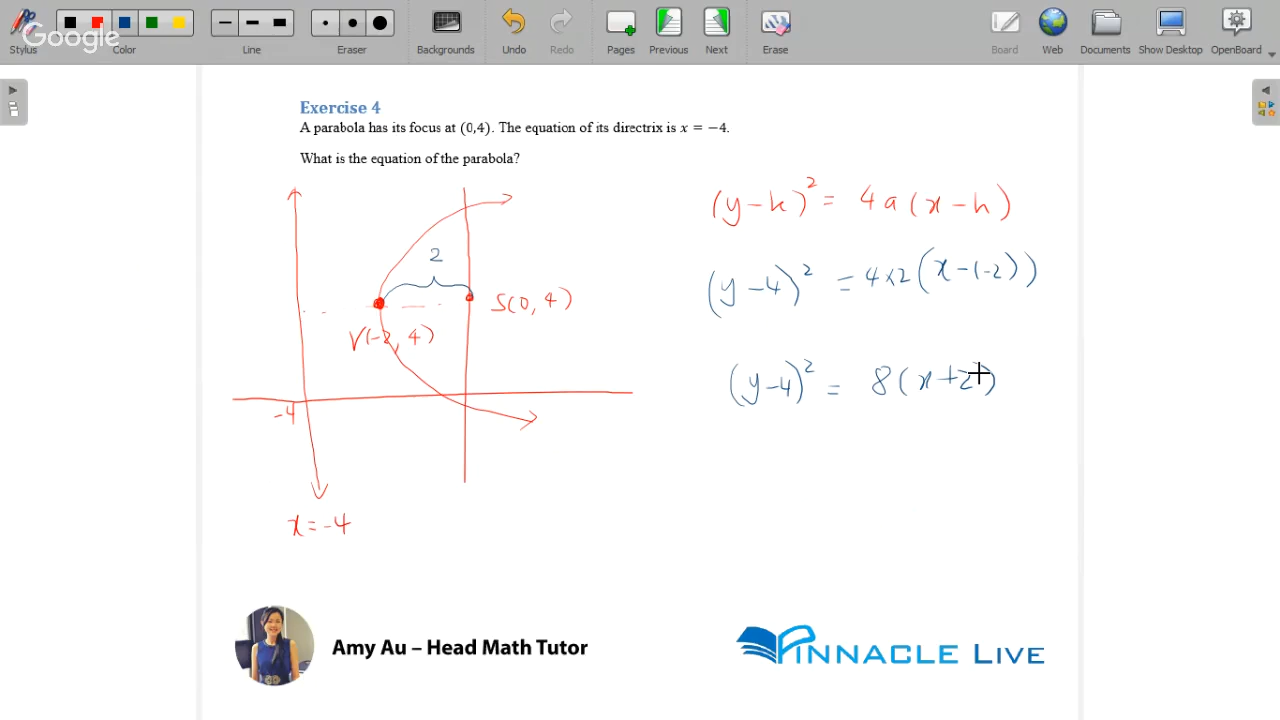 Stylus Color Line Eraser Backgrounds Undo Redo Pages Previous Next Erase Board Web Documents Show Desktop OpenBoard
Google
Exercise 4
A parabola has its focus at (0,4). The equation of its directrix is x = −4.
What is the equation of the parabola?
(y-k)² = 4a(x-h)
2
(y-4)² = 4×2(x-(-2))
S(0, 4)
V(-2, 4)
(y-4)² = 8(x+2)
-4
x = -4
Amy Au – Head Math Tutor
PINNACLE LIVE